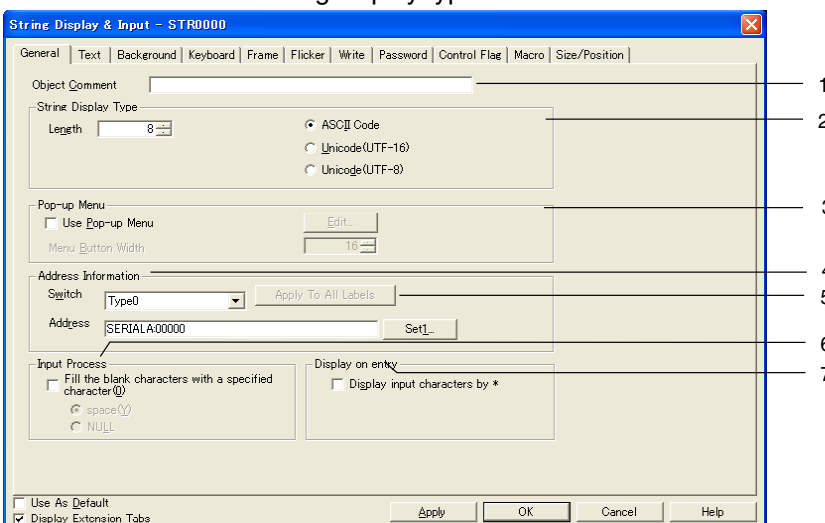 String Display & Input - STR0000
General Text Background Keyboard Frame Flicker Write Password Control Flag Macro Size/Position
Object Comment 1
String Display Type 2
Length 8 ASCII Code
Unicode(UTF-16)
Unicode(UTF-8)
Pop-up Menu 3
Use Pop-up Menu Edit...
Menu Button Width 16
Address Information 4
Switch Type0 Apply To All Labels 5
Address SERIALA:00000 Set1...
6
Input Process Display on entry 7
Fill the blank characters with a specified
character(O) Display input characters by *
space(Y)
NULL
Use As Default
Display Extension Tabs Apply OK Cancel Help